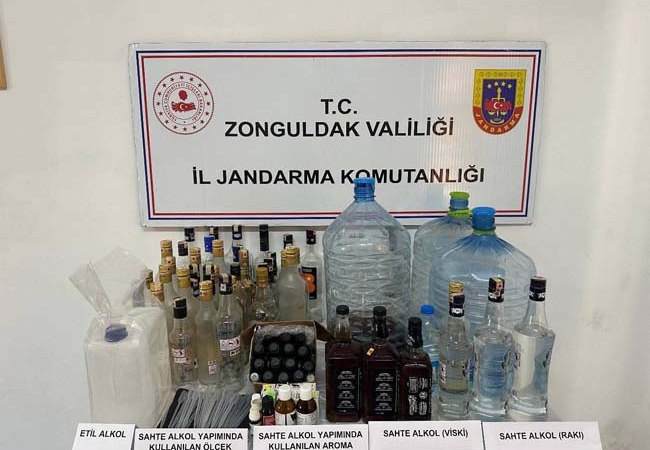 T.C.
ZONGULDAK VALİLİĞİ
İL JANDARMA KOMUTANLIĞI
JANDARMA
ETİL ALKOL
SAHTE ALKOL YAPIMINDA
KULLANILAN ÖLÇEK
SAHTE ALKOL YAPIMINDA
KULLANILAN AROMA
SAHTE ALKOL (VİSKİ)
SAHTE ALKOL (RAKI)